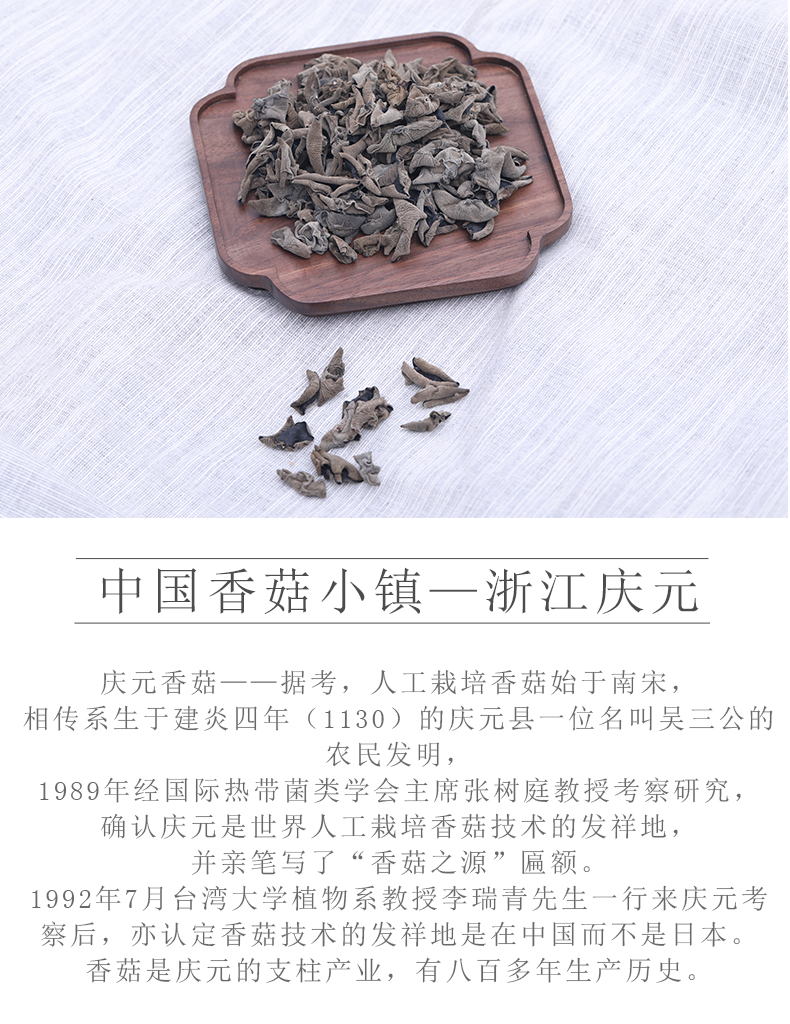 中国香菇小镇—浙江庆元
庆元香菇——据考，人工栽培香菇始于南宋，
相传系生于建炎四年（1130）的庆元县一位名叫吴三公的
农民发明，
1989年经国际热带菌类学会主席张树庭教授考察研究，
确认庆元是世界人工栽培香菇技术的发祥地，
并亲笔写了“香菇之源”匾额。
1992年7月台湾大学植物系教授李瑞青先生一行来庆元考
察后，亦认定香菇技术的发祥地是在中国而不是日本。
香菇是庆元的支柱产业，有八百多年生产历史。